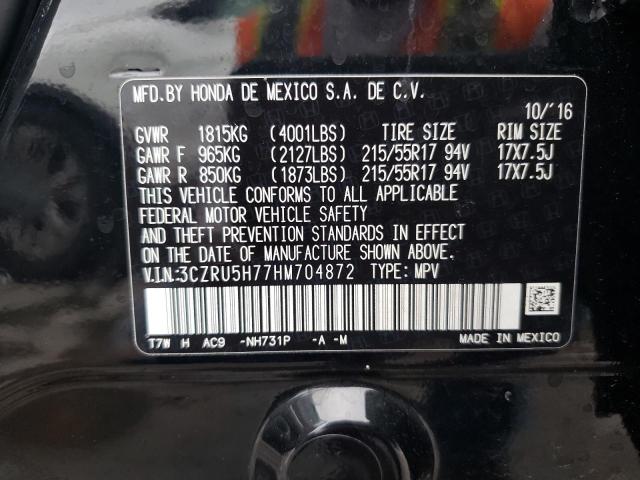 MFD.BY HONDA DE MEXICO S.A. DE C.V.
10/'16
GVWR 1815KG (4001LBS) TIRE SIZE RIM SIZE
GAWR F 965KG (2127LBS) 215/55R17 94V 17X7.5J
GAWR R 850KG (1873LBS) 215/55R17 94V 17X7.5J
THIS VEHICLE CONFORMS TO ALL APPLICABLE
FEDERAL MOTOR VEHICLE SAFETY
AND THEFT PREVENTION STANDARDS IN EFFECT
ON THE DATE OF MANUFACTURE SHOWN ABOVE.
V.I.N.:3CZRU5H77HM704872 TYPE: MPV
T7W H AC9 -NH731P -A -M
MADE IN MEXICO